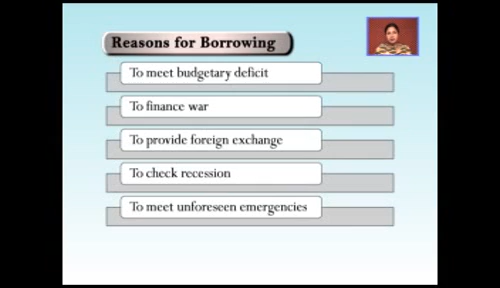 Reasons for Borrowing
To meet budgetary deficit
To finance war
To provide foreign exchange
To check recession
To meet unforeseen emergencies